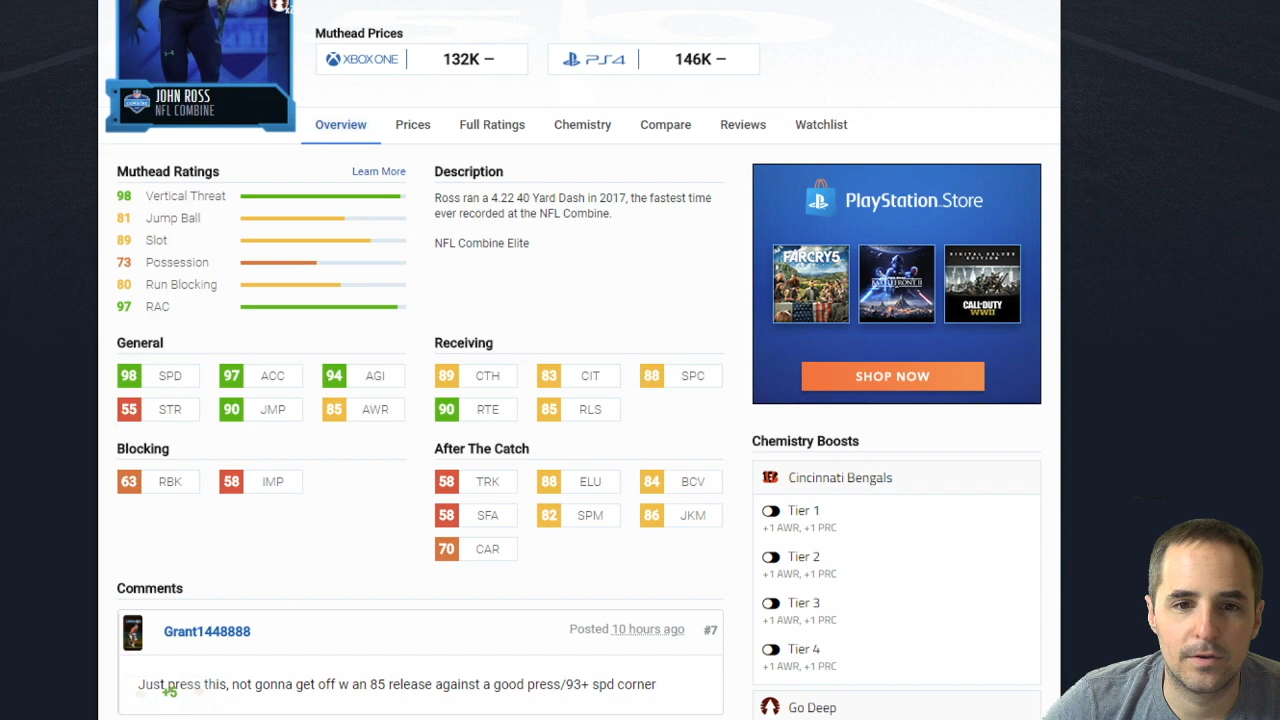 Muthead Prices
XBOX ONE 132K – PS4 146K –
JOHN ROSS
NFL COMBINE
Overview Prices Full Ratings Chemistry Compare Reviews Watchlist
Muthead Ratings Learn More
98 Vertical Threat
81 Jump Ball
89 Slot
73 Possession
80 Run Blocking
97 RAC
Description
Ross ran a 4.22 40 Yard Dash in 2017, the fastest time
ever recorded at the NFL Combine.
NFL Combine Elite
General
98 SPD 97 ACC 94 AGI
55 STR 90 JMP 85 AWR
Receiving
89 CTH 83 CIT 88 SPC
90 RTE 85 RLS
Blocking
63 RBK 58 IMP
After The Catch
58 TRK 88 ELU 84 BCV
58 SFA 82 SPM 86 JKM
70 CAR
Comments
Grant1448888 Posted 10 hours ago #7
Just press this, not gonna get off w an 85 release against a good press/93+ spd corner
+5
PlayStation Store
FARCRY5
BATTLEFRONT II
DIGITAL DELUXE
EDITION
CALL OF DUTY
WWII
SHOP NOW
Chemistry Boosts
Cincinnati Bengals
Tier 1
+1 AWR, +1 PRC
Tier 2
+1 AWR, +1 PRC
Tier 3
+1 AWR, +1 PRC
Tier 4
+1 AWR, +1 PRC
Go Deep